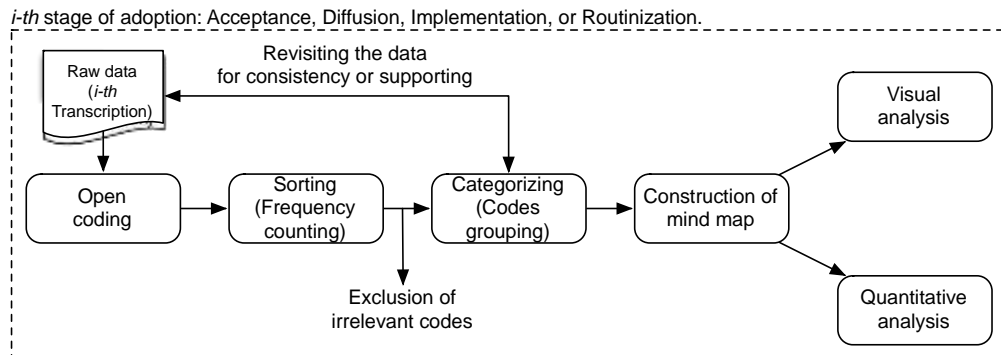 i-th stage of adoption: Acceptance, Diffusion, Implementation, or Routinization.
Raw data
(i-th
Transcription)
Revisiting the data
for consistency or supporting
Open
coding
Sorting
(Frequency
counting)
Exclusion of
irrelevant codes
Categorizing
(Codes
grouping)
Construction of
mind map
Visual
analysis
Quantitative
analysis